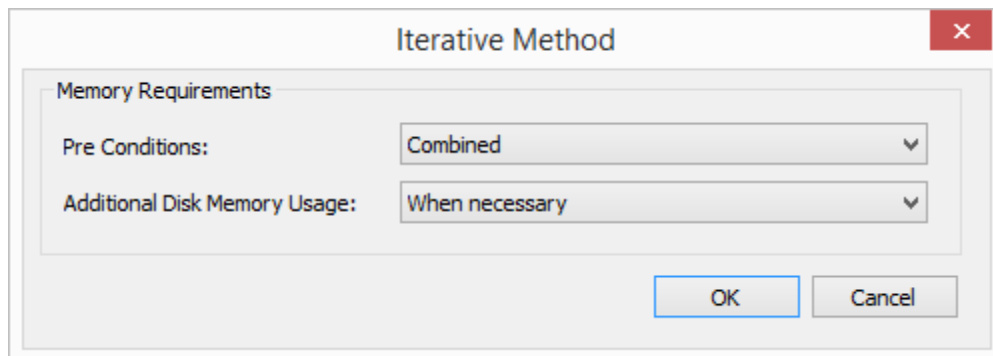 Iterative Method
Memory Requirements
Pre Conditions: Combined
Additional Disk Memory Usage: When necessary
OK Cancel